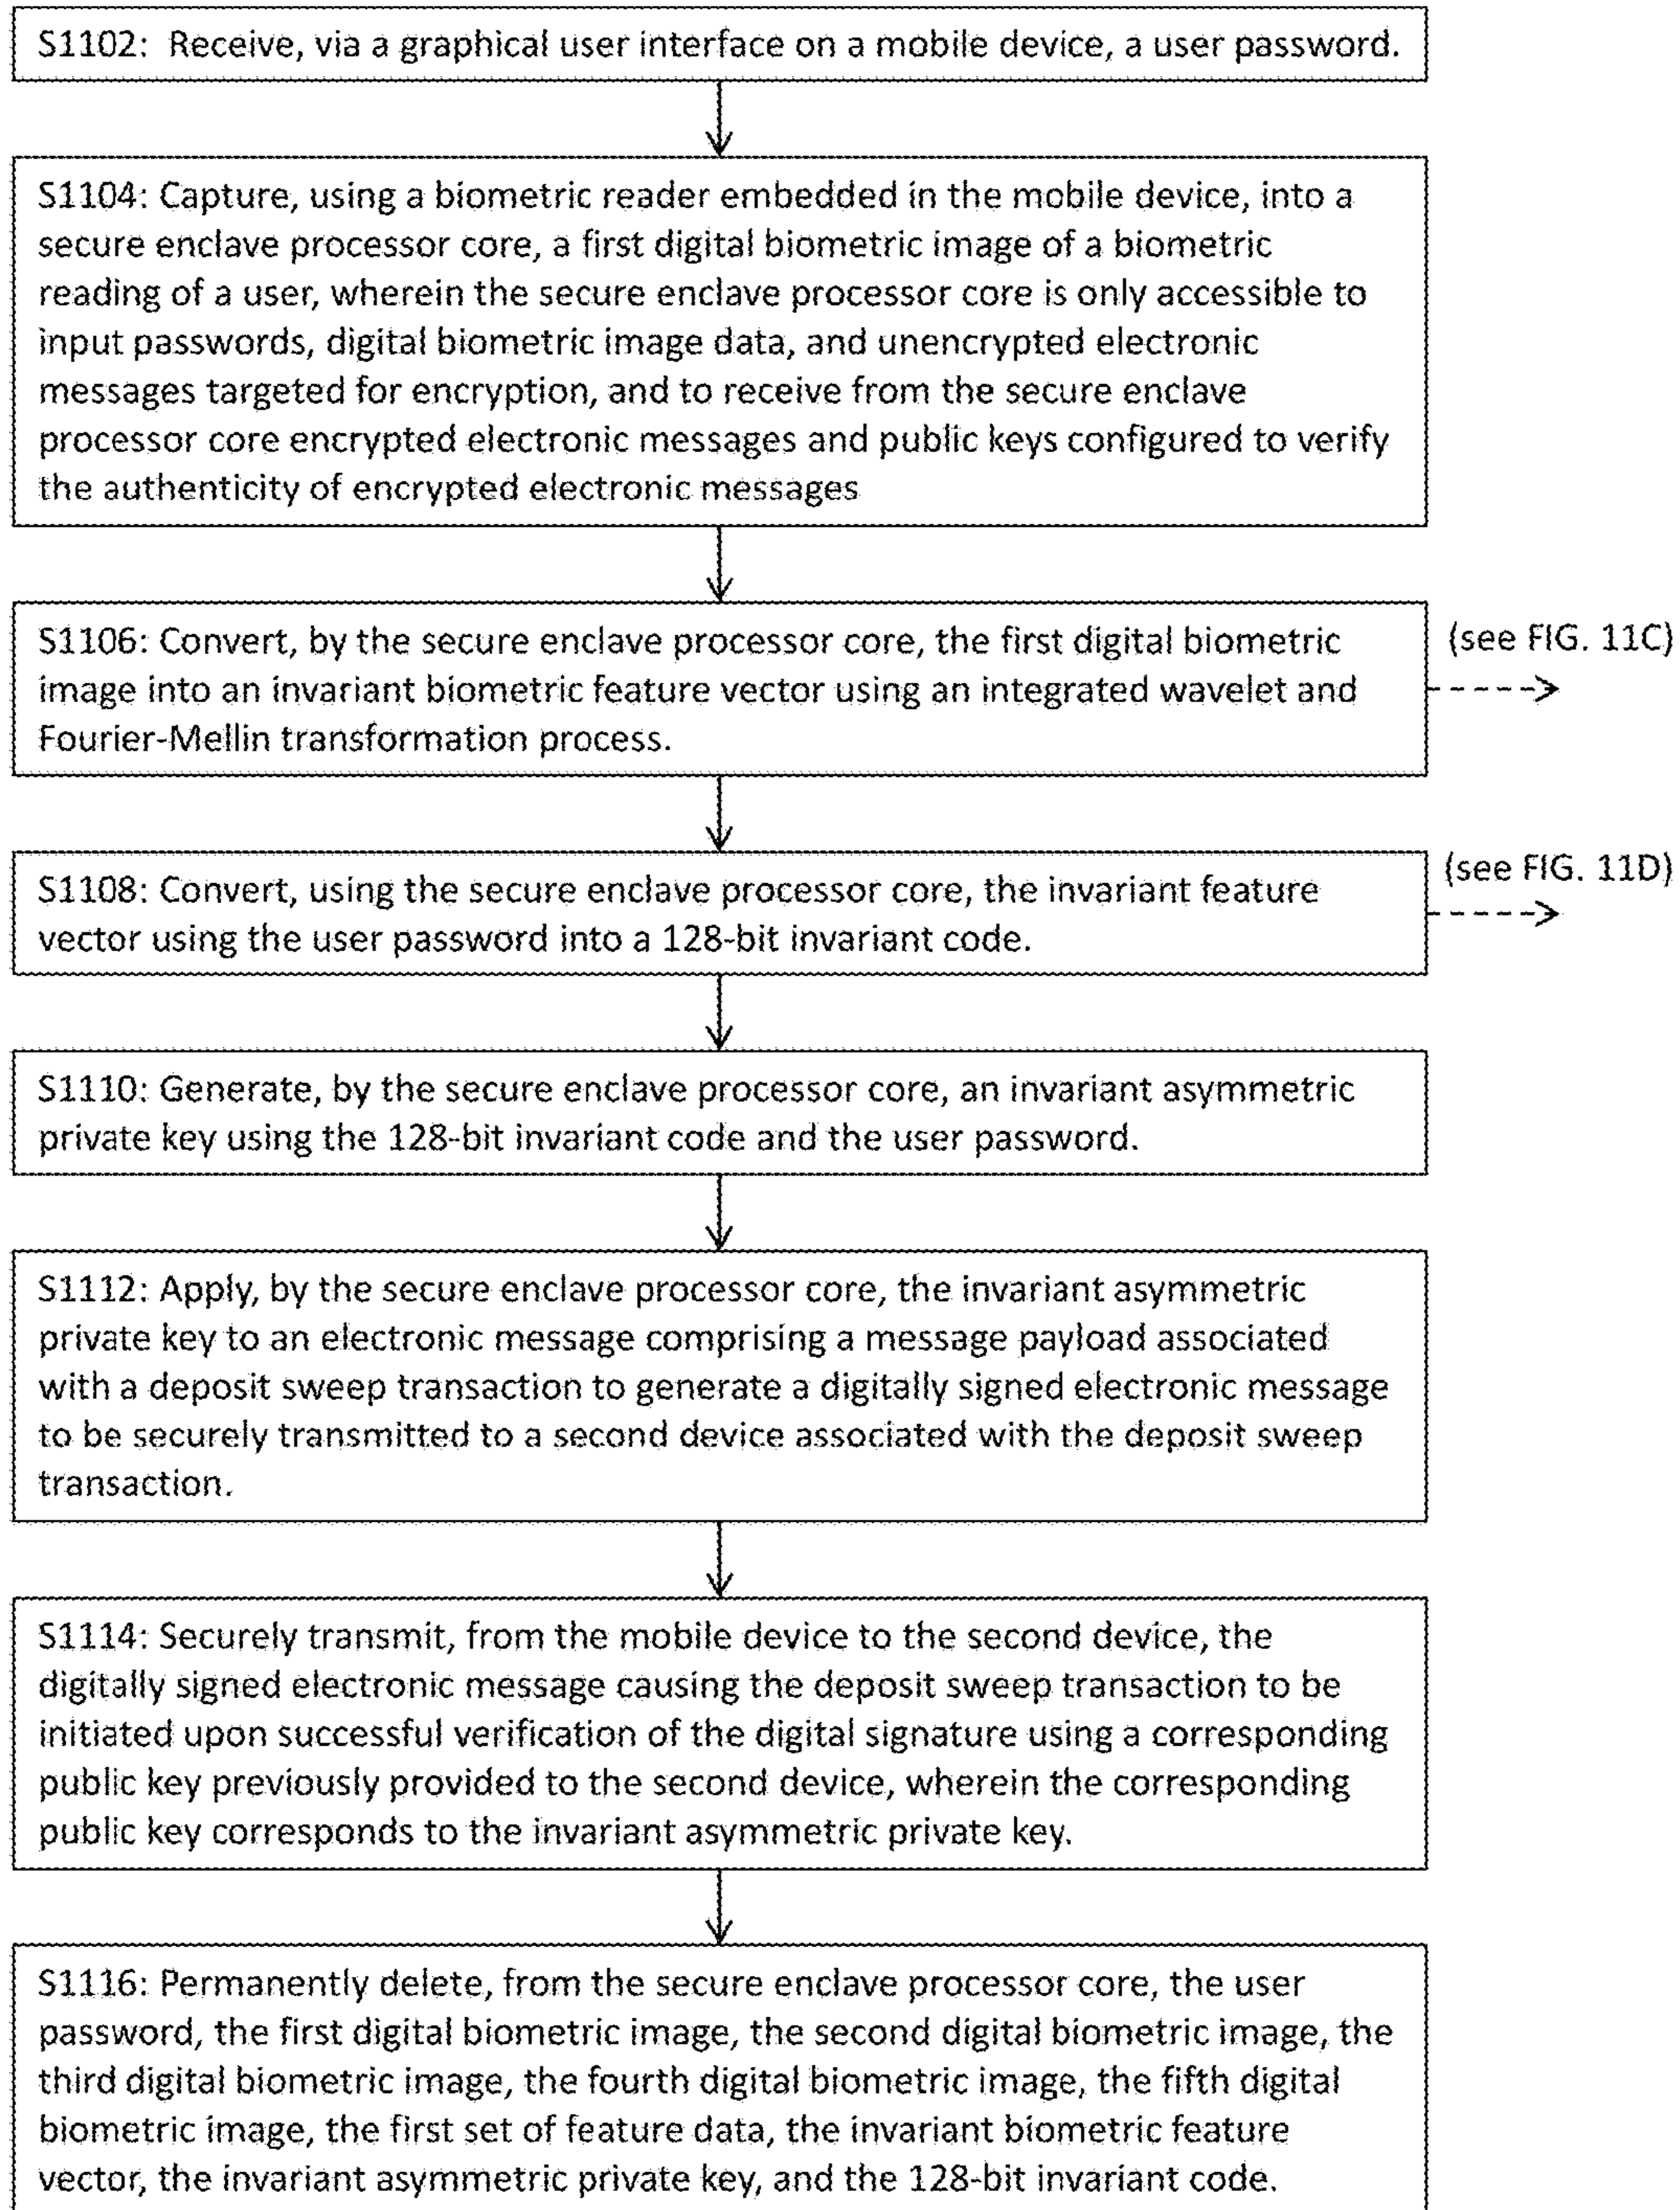 S1102: Receive, via a graphical user interface on a mobile device, a user password.
S1104: Capture, using a biometric reader embedded in the mobile device, into a
secure enclave processor core, a first digital biometric image of a biometric
reading of a user, wherein the secure enclave processor core is only accessible to
input passwords, digital biometric image data, and unencrypted electronic
messages targeted for encryption, and to receive from the secure enclave
processor core encrypted electronic messages and public keys configured to verify
the authenticity of encrypted electronic messages
S1106: Convert, by the secure enclave processor core, the first digital biometric
image into an invariant biometric feature vector using an integrated wavelet and
Fourier-Mellin transformation process.
(see FIG. 11C)
S1108: Convert, using the secure enclave processor core, the invariant feature
vector using the user password into a 128-bit invariant code.
(see FIG. 11D)
S1110: Generate, by the secure enclave processor core, an invariant asymmetric
private key using the 128-bit invariant code and the user password.
S1112: Apply, by the secure enclave processor core, the invariant asymmetric
private key to an electronic message comprising a message payload associated
with a deposit sweep transaction to generate a digitally signed electronic message
to be securely transmitted to a second device associated with the deposit sweep
transaction.
S1114: Securely transmit, from the mobile device to the second device, the
digitally signed electronic message causing the deposit sweep transaction to be
initiated upon successful verification of the digital signature using a corresponding
public key previously provided to the second device, wherein the corresponding
public key corresponds to the invariant asymmetric private key.
S1116: Permanently delete, from the secure enclave processor core, the user
password, the first digital biometric image, the second digital biometric image, the
third digital biometric image, the fourth digital biometric image, the fifth digital
biometric image, the first set of feature data, the invariant biometric feature
vector, the invariant asymmetric private key, and the 128-bit invariant code.